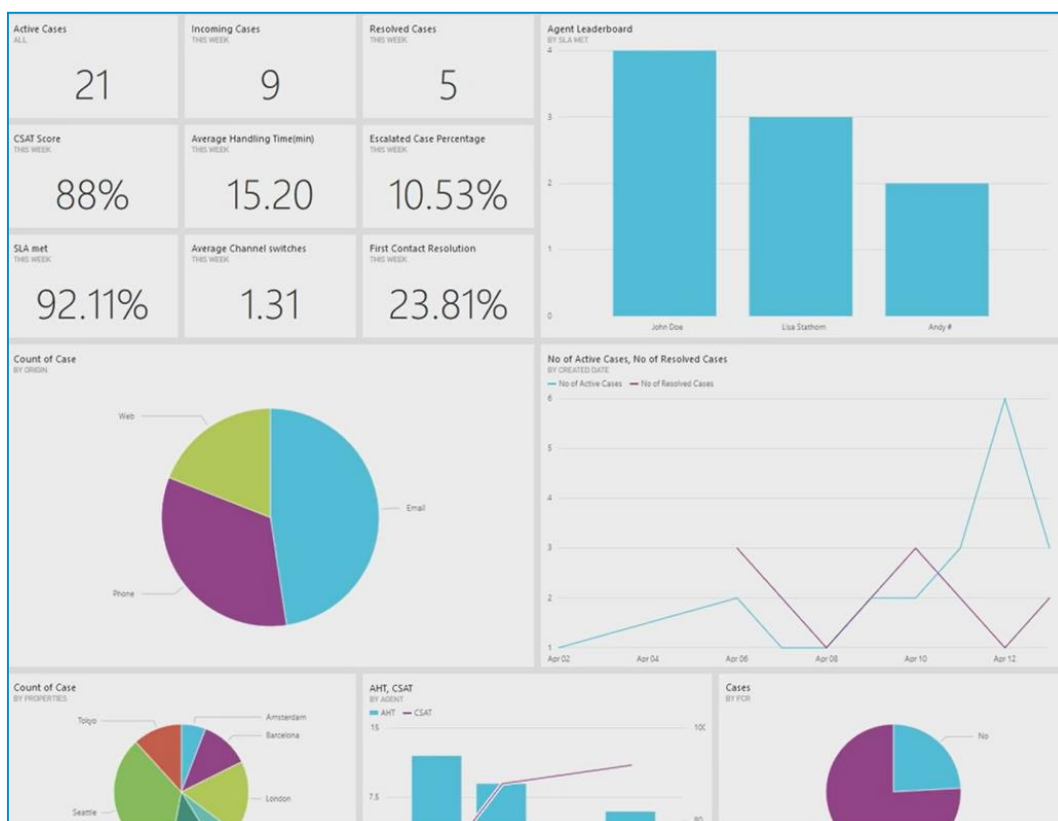 Active Cases
ALL
21
Incoming Cases
THIS WEEK
9
Resolved Cases
THIS WEEK
5
CSAT Score
THIS WEEK
88%
Average Handling Time(min)
THIS WEEK
15.20
Escalated Case Percentage
THIS WEEK
10.53%
SLA met
THIS WEEK
92.11%
Average Channel switches
THIS WEEK
1.31
First Contact Resolution
THIS WEEK
23.81%
Agent Leaderboard
BY SLA MET
4
3
2
1
0
John Doe
Lisa Stathom
Andy #
Count of Case
BY ORIGIN
Web
Email
Phone
No of Active Cases, No of Resolved Cases
BY CREATED DATE
No of Active Cases
No of Resolved Cases
6
5
4
3
2
1
Apr 02
Apr 04
Apr 06
Apr 08
Apr 10
Apr 12
Count of Case
BY PROPERTIES
Tokyo
Amsterdam
Barcelona
London
Seattle
AHT, CSAT
BY AGENT
AHT
CSAT
15
7.5
Cases
BY FCR
No